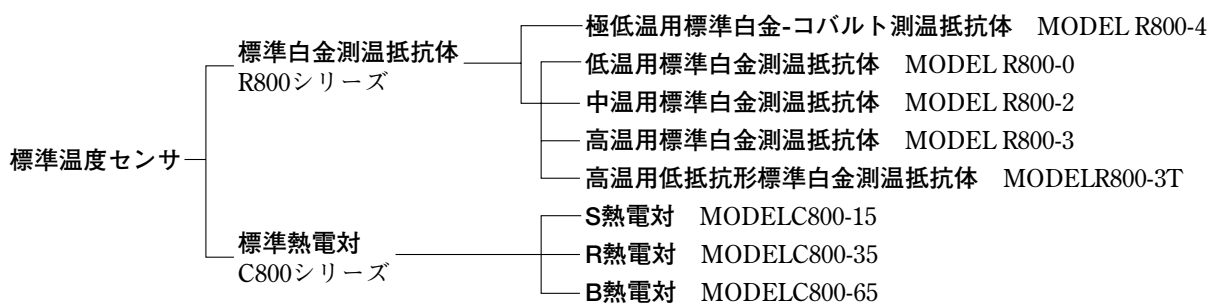 標準温度センサ
標準白金測温抵抗体
R800シリーズ
極低温用標準白金-コバルト測温抵抗体 MODEL R800-4
低温用標準白金測温抵抗体 MODEL R800-0
中温用標準白金測温抵抗体 MODEL R800-2
高温用標準白金測温抵抗体 MODEL R800-3
高温用低抵抗形標準白金測温抵抗体 MODELR800-3T
標準熱電対
C800シリーズ
S熱電対 MODELC800-15
R熱電対 MODELC800-35
B熱電対 MODELC800-65